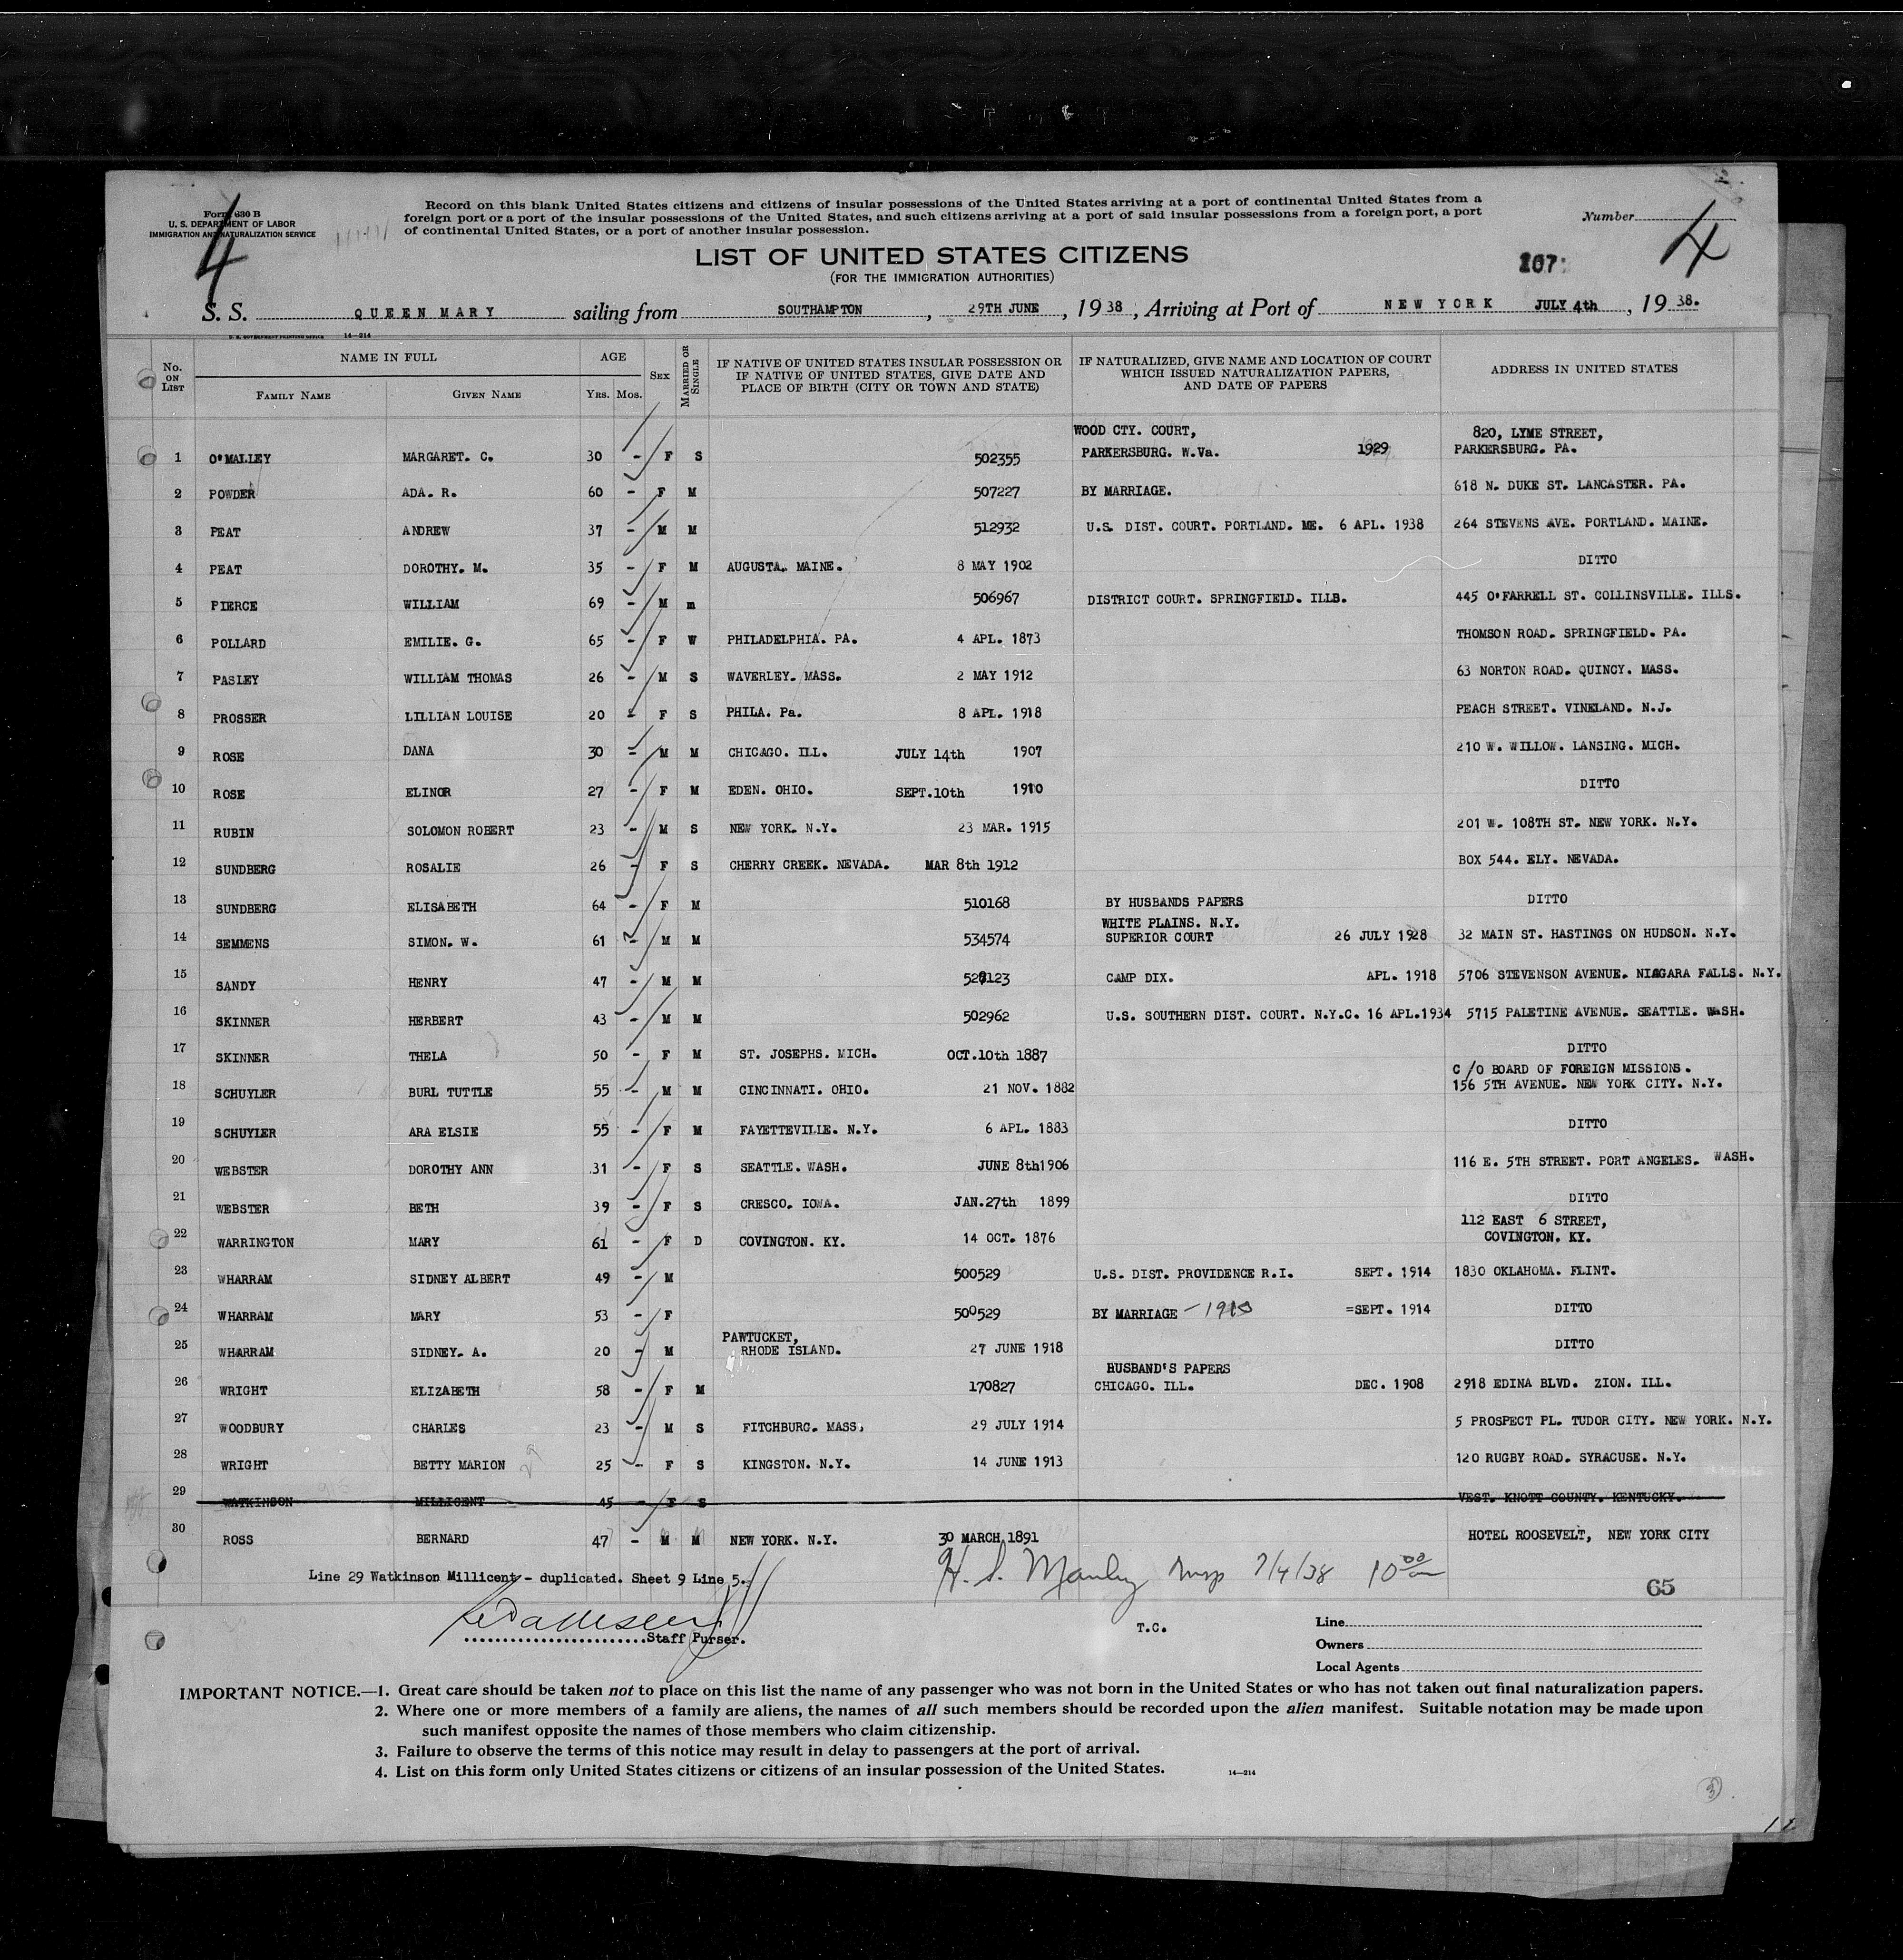 4
Form 630 B
U. S. DEPARTMENT OF LABOR
IMMIGRATION AND NATURALIZATION SERVICE
Record on this blank United States citizens and citizens of insular possessions of the United States arriving at a port of continental United States from a
foreign port or a port of the insular possessions of the United States, and such citizens arriving at a port of said insular possessions from a foreign port, a port
of continental United States, or a port of another insular possession.
Number
4
LIST OF UNITED STATES CITIZENS
(FOR THE IMMIGRATION AUTHORITIES)
167
S. S. QUEEN MARY sailing from SOUTHAMPTON, 29TH JUNE, 1938, Arriving at Port of NEW YORK JULY 4th, 1938.
U. S. GOVERNMENT PRINTING OFFICE 14—214
No. ON LIST
NAME IN FULL
FAMILY NAME GIVEN NAME
AGE
YRS. MOS.
SEX
MARRIED OR SINGLE
IF NATIVE OF UNITED STATES INSULAR POSSESSION OR
IF NATIVE OF UNITED STATES, GIVE DATE AND
PLACE OF BIRTH (CITY OR TOWN AND STATE)
IF NATURALIZED, GIVE NAME AND LOCATION OF COURT
WHICH ISSUED NATURALIZATION PAPERS,
AND DATE OF PAPERS
ADDRESS IN UNITED STATES
WOOD CTY. COURT, 820, LYME STREET,
1 O'MALLEY MARGARET. C. 30 - F S 502355 PARKERSBURG. W.Va. 1929 PARKERSBURG. PA.
2 POWDER ADA. R. 60 - F M 507227 BY MARRIAGE. 618 N. DUKE ST. LANCASTER. PA.
3 PEAT ANDREW 37 - M M 512932 U.S. DIST. COURT. PORTLAND. ME. 6 APL. 1938 264 STEVENS AVE. PORTLAND. MAINE.
4 PEAT DOROTHY. M. 35 - F M AUGUSTA. MAINE. 8 MAY 1902 DITTO
5 PIERCE WILLIAM 69 - M m 506967 DISTRICT COURT. SPRINGFIELD. ILLS. 445 O'FARRELL ST. COLLINSVILLE. ILLS.
6 POLLARD EMILIE. G. 65 - F W PHILADELPHIA. PA. 4 APL. 1873 THOMSON ROAD. SPRINGFIELD. PA.
7 PASLEY WILLIAM THOMAS 26 - M S WAVERLEY. MASS. 2 MAY 1912 63 NORTON ROAD. QUINCY. MASS.
8 PROSSER LILLIAN LOUISE 20 - F S PHILA. Pa. 8 APL. 1918 PEACH STREET. VINELAND. N.J.
9 ROSE DANA 30 - M M CHICAGO. ILL. JULY 14th 1907 210 W. WILLOW. LANSING. MICH.
10 ROSE ELINOR 27 - F M EDEN. OHIO. SEPT.10th 1910 DITTO
11 RUBIN SOLOMON ROBERT 23 - M S NEW YORK. N.Y. 23 MAR. 1915 201 W. 108TH ST. NEW YORK. N.Y.
12 SUNDBERG ROSALIE 26 - F S CHERRY CREEK. NEVADA. MAR 8th 1912 BOX 544. ELY. NEVADA.
13 SUNDBERG ELISABETH 64 - F M 510168 BY HUSBANDS PAPERS DITTO
WHITE PLAINS. N.Y.
14 SEMMENS SIMON. W. 61 - M M 534574 SUPERIOR COURT 26 JULY 1928 32 MAIN ST. HASTINGS ON HUDSON. N.Y.
15 SANDY HENRY 47 - M M CAMP DIX. APL. 1918 5706 STEVENSON AVENUE. NIAGARA FALLS. N.Y.
16 SKINNER HERBERT 43 - M M 502962 U.S. SOUTHERN DIST. COURT. N.Y.C. 16 APL.1934 5715 PALETINE AVENUE. SEATTLE. WASH.
17 SKINNER THELA 50 - F M ST. JOSEPHS. MICH. OCT.10th 1887 DITTO
C/O BOARD OF FOREIGN MISSIONS.
18 SCHUYLER BURL TUTTLE 55 - M M CINCINNATI. OHIO. 21 NOV. 1882 156 5TH AVENUE. NEW YORK CITY. N.Y.
19 SCHUYLER ARA ELSIE 55 - F M FAYETTEVILLE. N.Y. 6 APL. 1883 DITTO
20 WEBSTER DOROTHY ANN 31 - F S SEATTLE. WASH. JUNE 8th1906 116 E. 5TH STREET. PORT ANGELES. WASH.
21 WEBSTER BETH 39 - F S CRESCO. IOWA. JAN.27th 1899 DITTO
112 EAST 6 STREET,
22 WARRINGTON MARY 61 - F D COVINGTON. KY. 14 OCT. 1876 COVINGTON. KY.
23 WHARRAM SIDNEY ALBERT 49 - M 500529 U.S. DIST. PROVIDENCE R.I. SEPT. 1914 1830 OKLAHOMA. FLINT.
24 WHARRAM MARY 53 - F 500529 BY MARRIAGE =SEPT. 1914 DITTO
PAWTUCKET,
25 WHARRAM SIDNEY. A. 20 - M RHODE ISLAND. 27 JUNE 1918 DITTO
HUSBAND'S PAPERS
26 WRIGHT ELIZABETH 58 - F M 170827 CHICAGO. ILL. DEC. 1908 2918 EDINA BLVD. ZION. ILL.
27 WOODBURY CHARLES 23 - M S FITCHBURG. MASS, 29 JULY 1914 5 PROSPECT PL. TUDOR CITY. NEW YORK. N.Y.
28 WRIGHT BETTY MARION 25 - F S KINGSTON. N.Y. 14 JUNE 1913 120 RUGBY ROAD. SYRACUSE. N.Y.
29 WATKINSON MILLICENT 45 - F S VEST. KNOTT COUNTY. KENTUCKY.
30 ROSS BERNARD 47 - M M NEW YORK. N.Y. 30 MARCH 1891 HOTEL ROOSEVELT, NEW YORK CITY
Line 29 Watkinson Millicent - duplicated. Sheet 9 Line 5.
H. S. Manley Insp 7/4/38 10 00 am
65
Staff Purser.
T.C.
Line
Owners
Local Agents
IMPORTANT NOTICE.—1. Great care should be taken not to place on this list the name of any passenger who was not born in the United States or who has not taken out final naturalization papers.
2. Where one or more members of a family are aliens, the names of all such members should be recorded upon the alien manifest. Suitable notation may be made upon
such manifest opposite the names of those members who claim citizenship.
3. Failure to observe the terms of this notice may result in delay to passengers at the port of arrival.
4. List on this form only United States citizens or citizens of an insular possession of the United States.
14—214
3